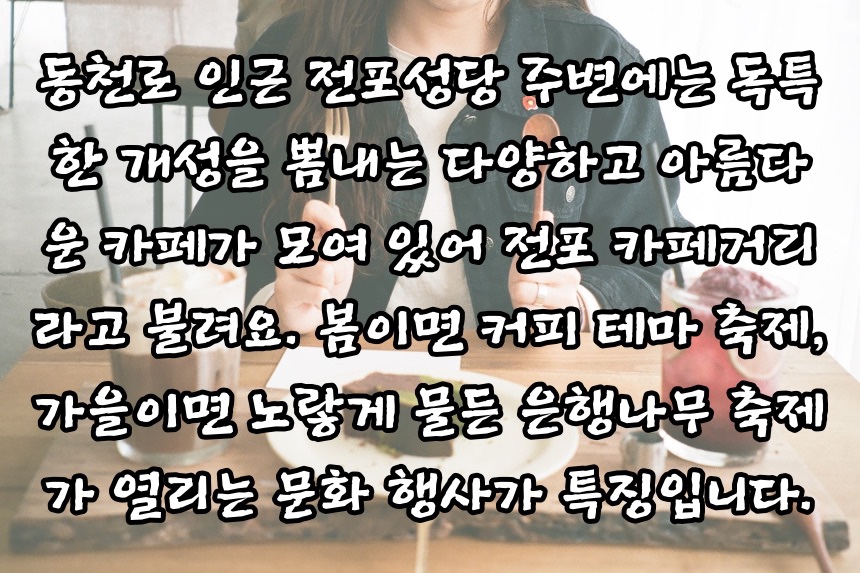 동천로 인근 전포성당 주변에는 독특
한 개성을 뽐내는 다양하고 아름다
운 카페가 모여 있어 전포 카페거리
라고 불려요. 봄이면 커피 테마 축제,
가을이면 노랗게 물든 은행나무 축제
가 열리는 문화 행사가 특징입니다.